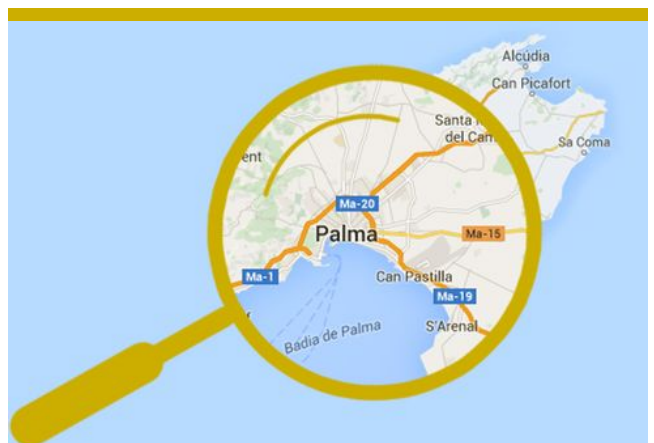 Alcúdia
Can Picafort
Santa
del Cam
Sa Coma
ent
Ma-20
Palma
Ma-15
Ma-1
Can Pastilla
Ma-19
S'Arenal
Badia de Palma